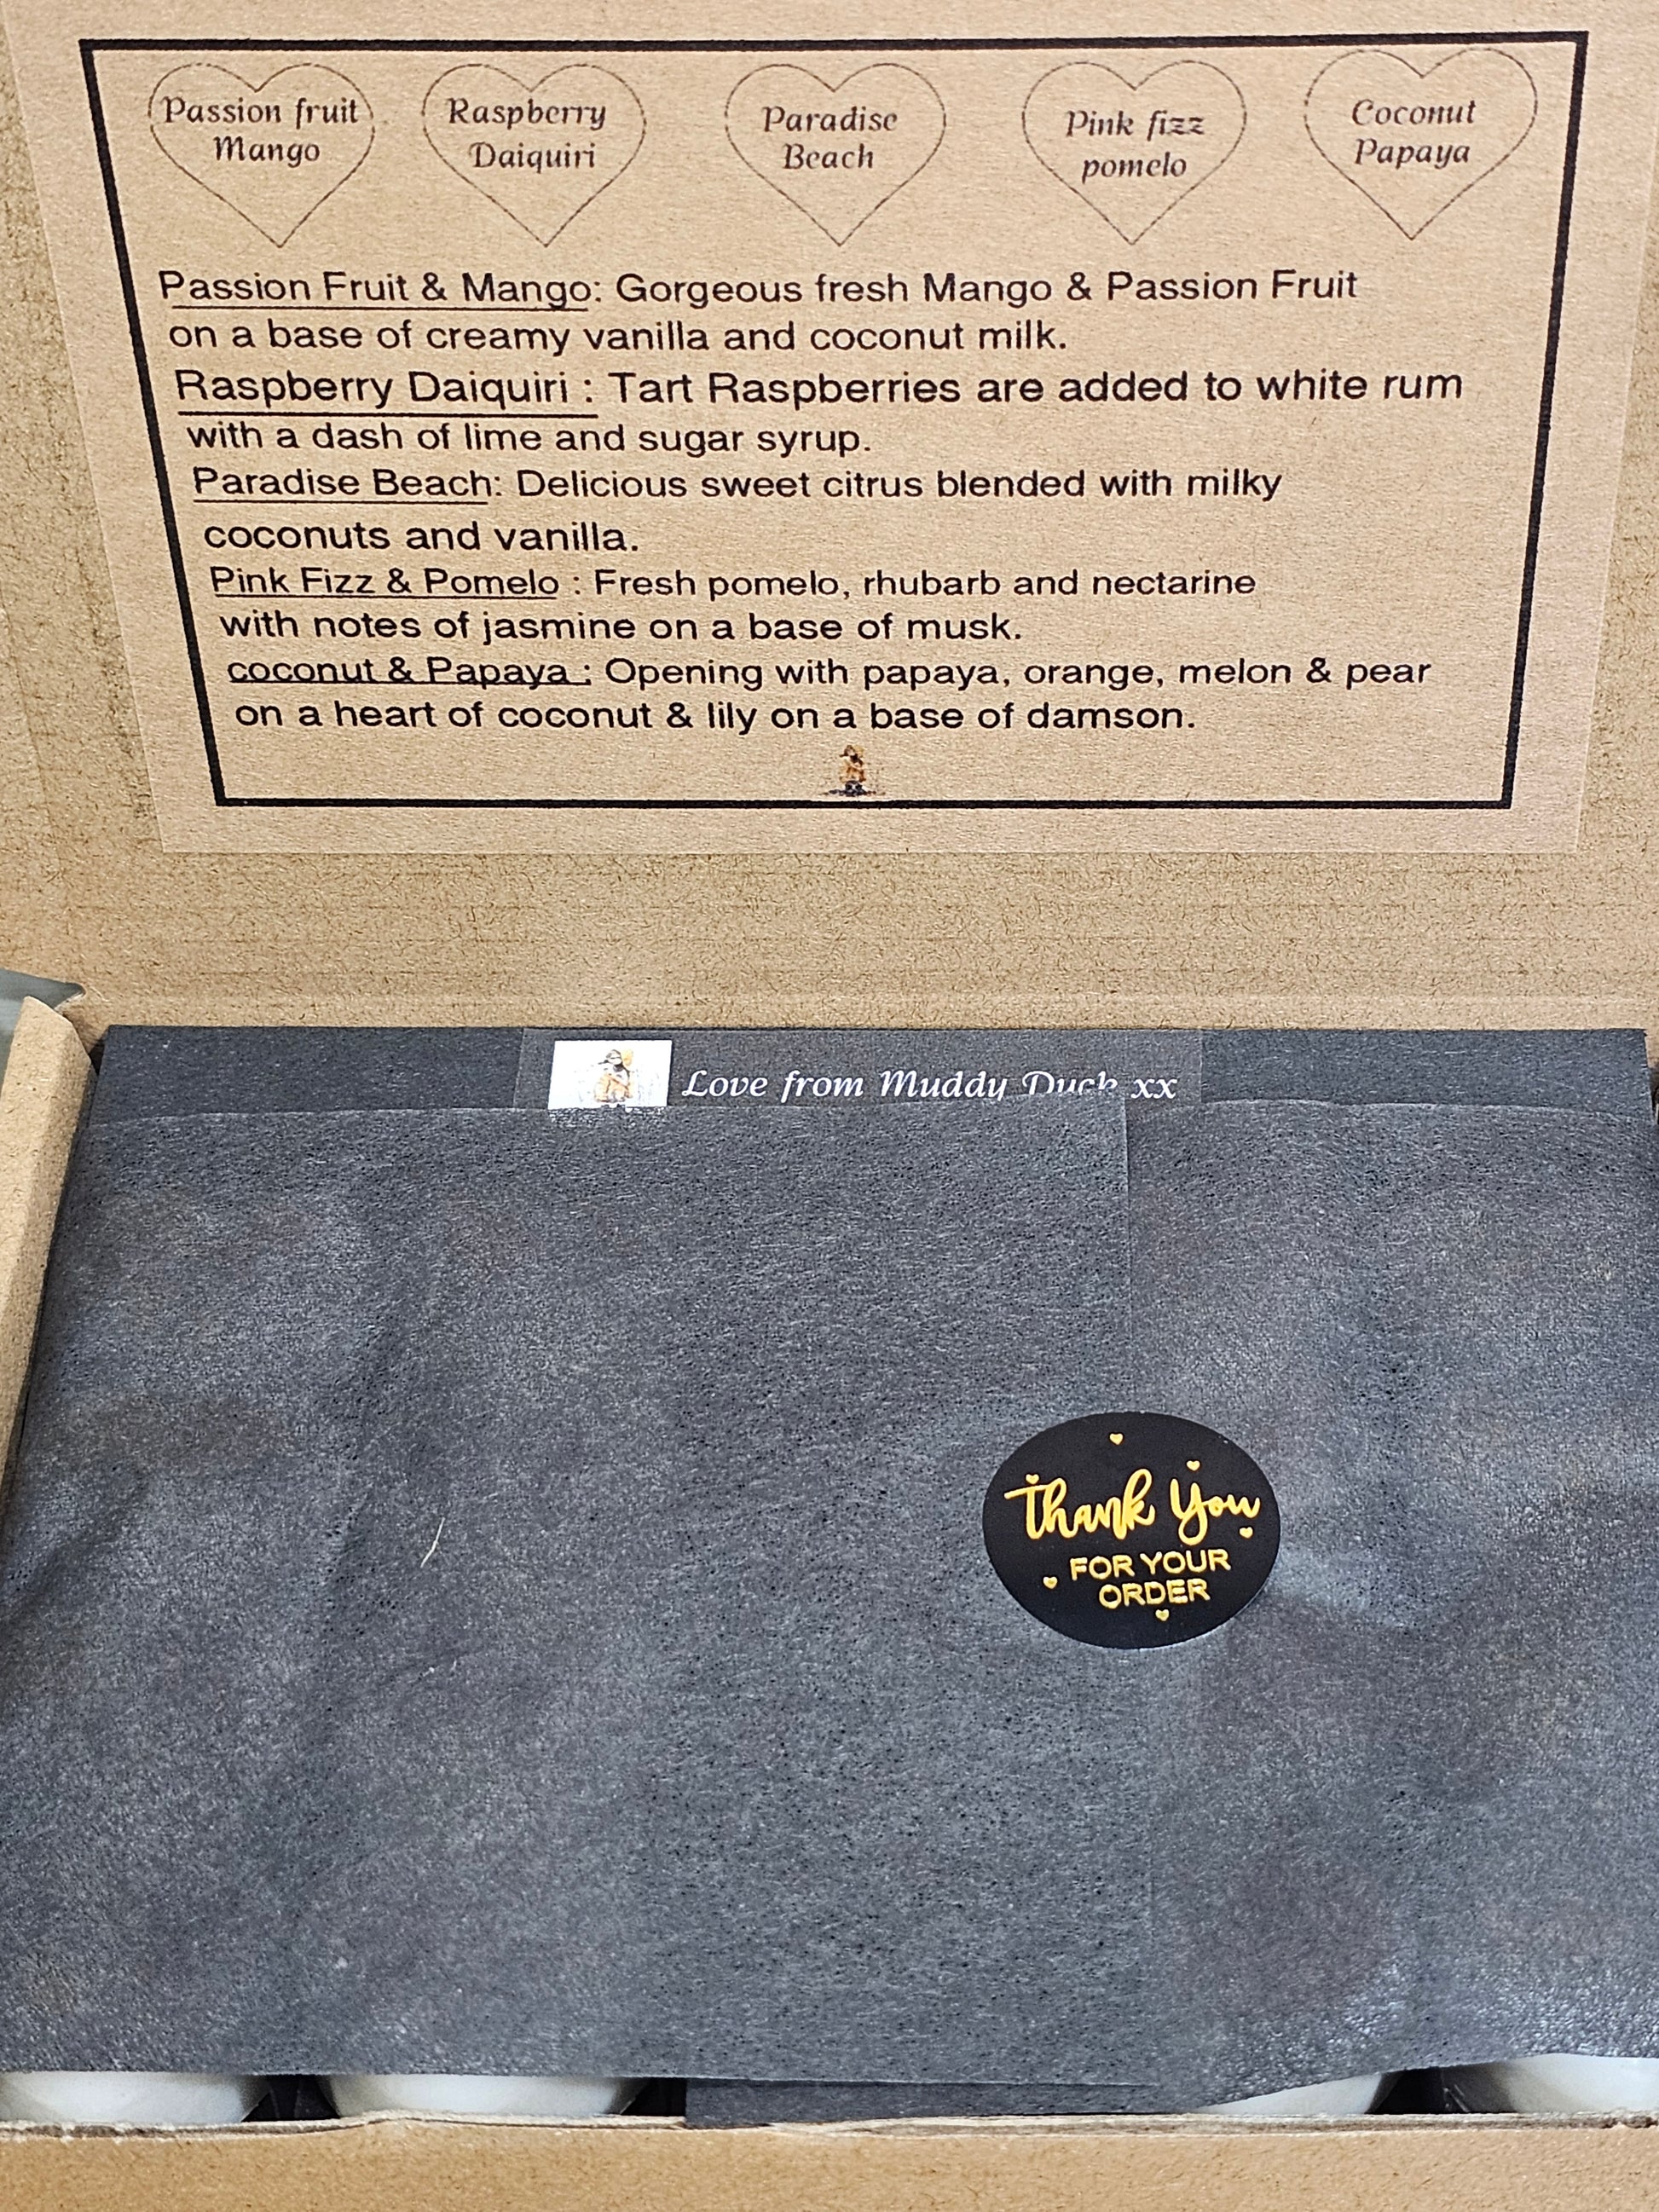 Passion fruit
Mango
Raspberry
Daiquiri
Paradise
Beach
Pink fizz
pomelo
Coconut
Papaya
Passion Fruit & Mango: Gorgeous fresh Mango & Passion Fruit
on a base of creamy vanilla and coconut milk.
Raspberry Daiquiri : Tart Raspberries are added to white rum
with a dash of lime and sugar syrup.
Paradise Beach: Delicious sweet citrus blended with milky
coconuts and vanilla.
Pink Fizz & Pomelo : Fresh pomelo, rhubarb and nectarine
with notes of jasmine on a base of musk.
coconut & Papaya : Opening with papaya, orange, melon & pear
on a heart of coconut & lily on a base of damson.
Love from Muddy Duck xx
Thank You
FOR YOUR
ORDER